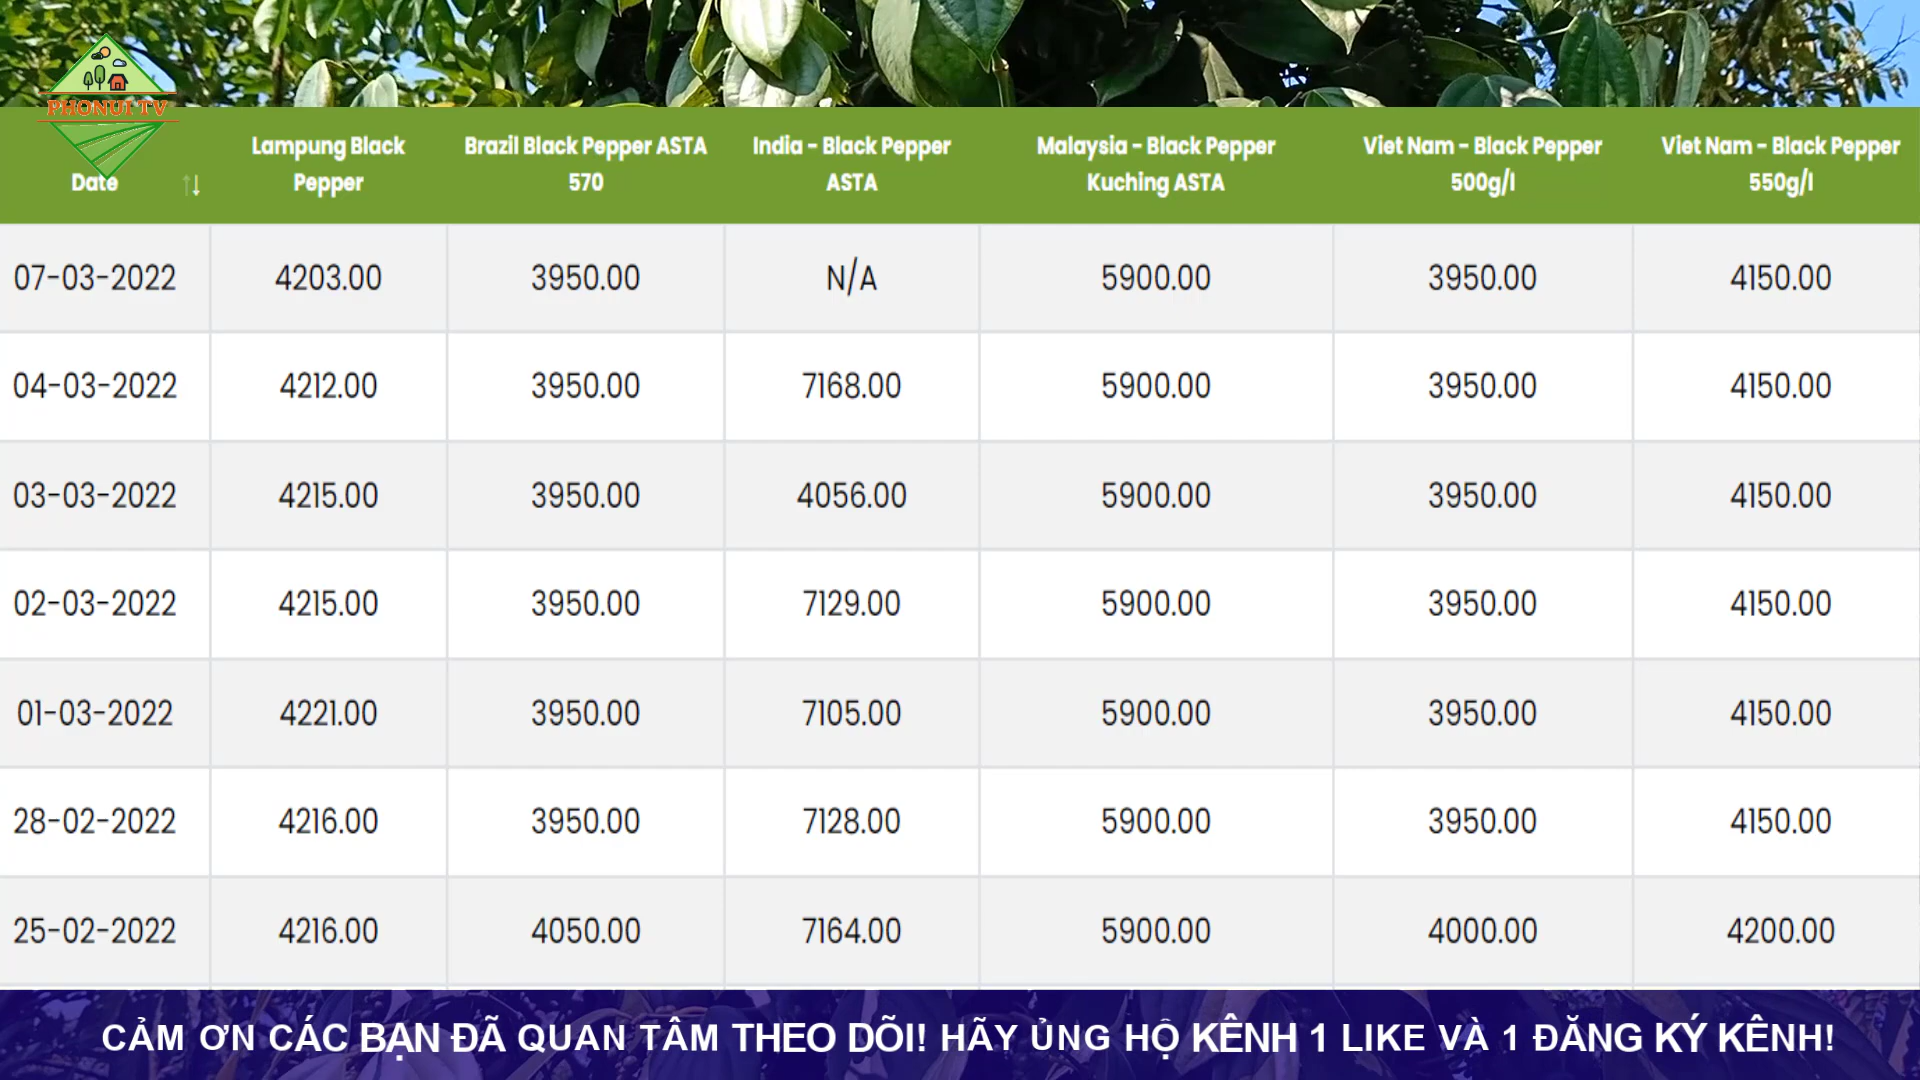 PHONUI TV
Date	Lampung Black Pepper	Brazil Black Pepper ASTA 570	India - Black Pepper ASTA	Malaysia - Black Pepper Kuching ASTA	Viet Nam - Black Pepper 500g/l	Viet Nam - Black Pepper 550g/l
07-03-2022	4203.00	3950.00	N/A	5900.00	3950.00	4150.00
04-03-2022	4212.00	3950.00	7168.00	5900.00	3950.00	4150.00
03-03-2022	4215.00	3950.00	4056.00	5900.00	3950.00	4150.00
02-03-2022	4215.00	3950.00	7129.00	5900.00	3950.00	4150.00
01-03-2022	4221.00	3950.00	7105.00	5900.00	3950.00	4150.00
28-02-2022	4216.00	3950.00	7128.00	5900.00	3950.00	4150.00
25-02-2022	4216.00	4050.00	7164.00	5900.00	4000.00	4200.00
CẢM ƠN CÁC BẠN ĐÃ QUAN TÂM THEO DÕI! HÃY ỦNG HỘ KÊNH 1 LIKE VÀ 1 ĐĂNG KÝ KÊNH!